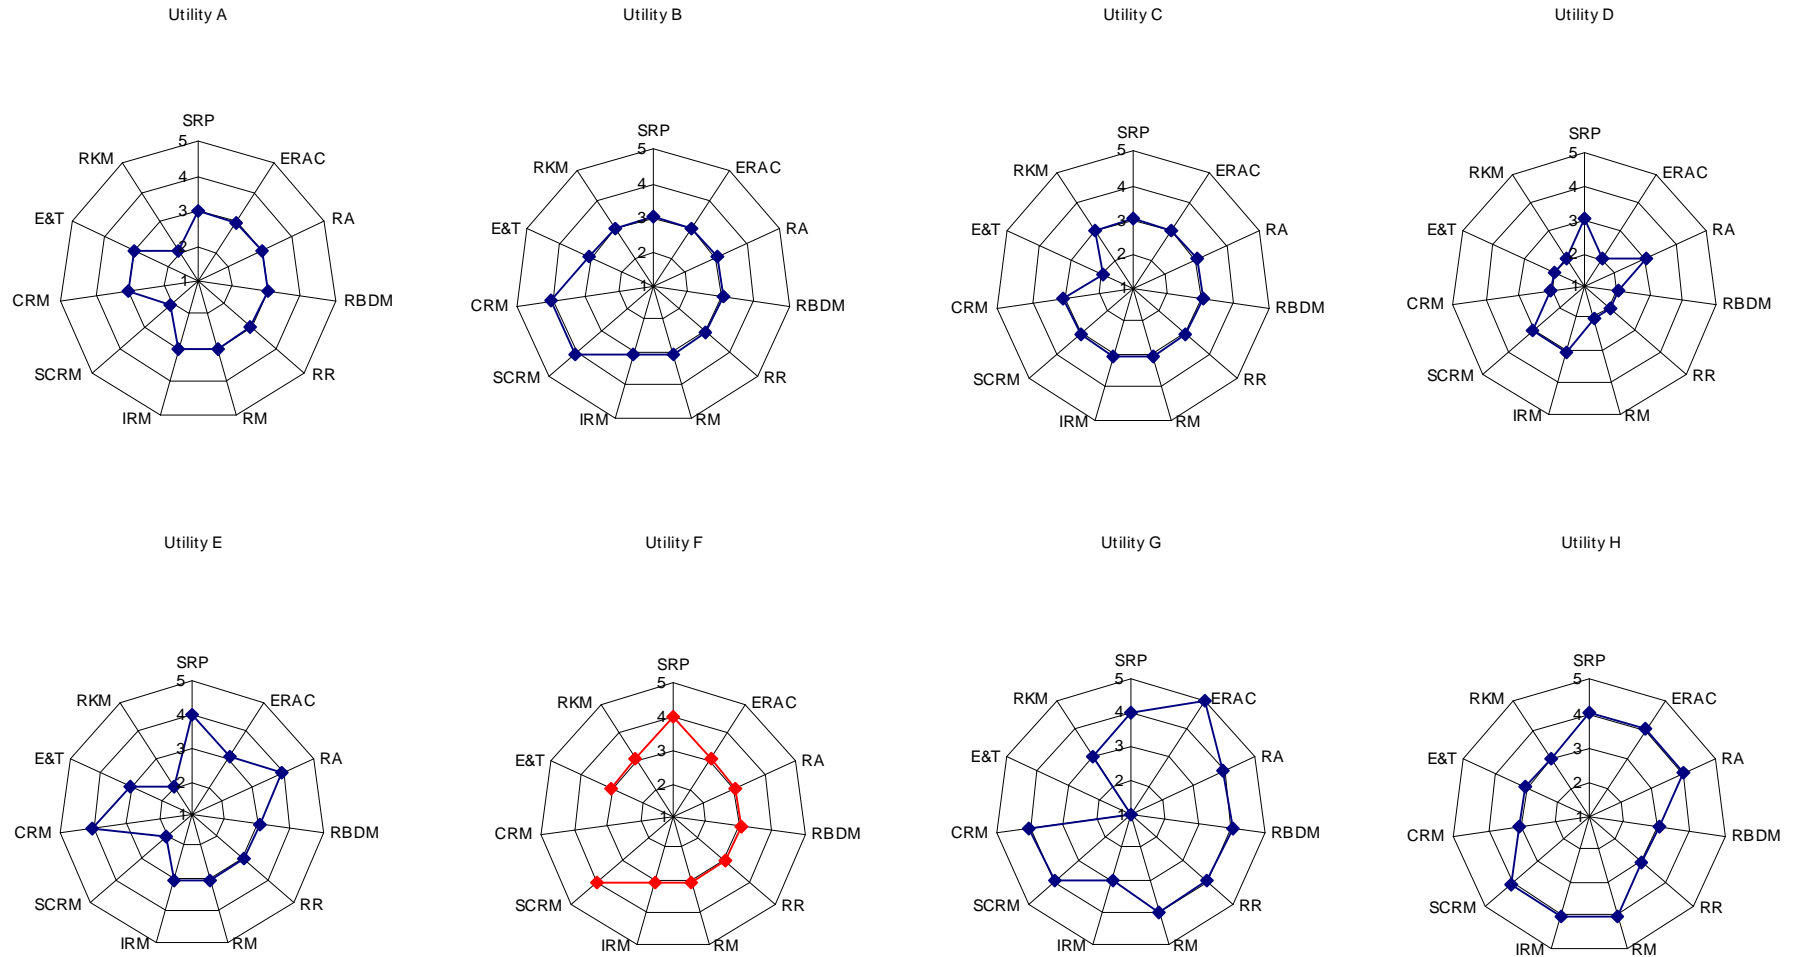 Utility A
Utility B
Utility C
Utility D
SRP
ERAC
RA
RBDM
RR
RM
IRM
SCRM
CRM
E&T
RKM
5
4
3
2
1
SRP
ERAC
RA
RBDM
RR
RM
IRM
SCRM
CRM
E&T
RKM
5
4
3
2
1
SRP
ERAC
RA
RBDM
RR
RM
IRM
SCRM
CRM
E&T
RKM
5
4
3
2
1
SRP
ERAC
RA
RBDM
RR
RM
IRM
SCRM
CRM
E&T
RKM
5
4
3
2
1
Utility E
Utility F
Utility G
Utility H
SRP
ERAC
RA
RBDM
RR
RM
IRM
SCRM
CRM
E&T
RKM
5
4
3
2
1
SRP
ERAC
RA
RBDM
RR
RM
IRM
SCRM
CRM
E&T
RKM
5
4
3
2
1
SRP
ERAC
RA
RBDM
RR
RM
IRM
SCRM
CRM
E&T
RKM
5
4
3
2
1
SRP
ERAC
RA
RBDM
RR
RM
IRM
SCRM
CRM
E&T
RKM
5
4
3
2
1